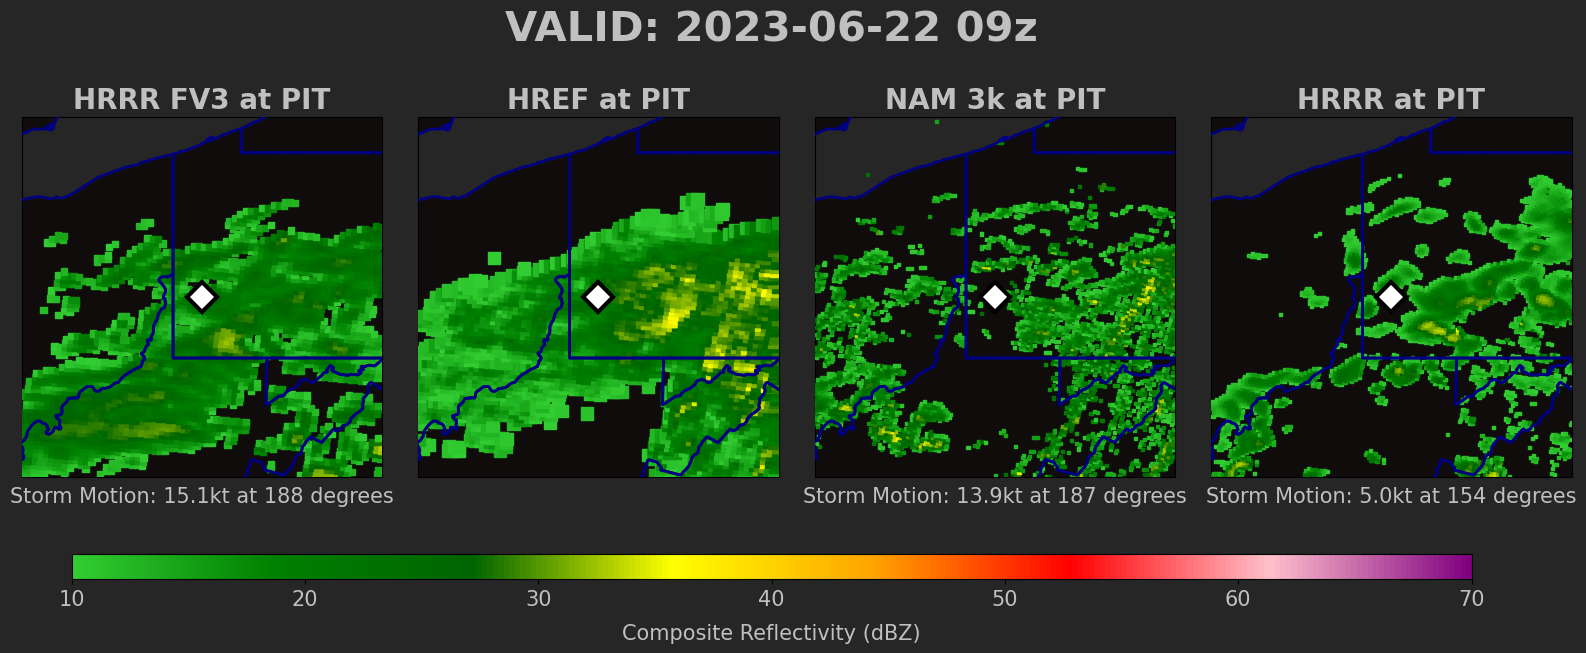 VALID: 2023-06-22 09z
HRRR FV3 at PIT
HREF at PIT
NAM 3k at PIT
HRRR at PIT
Storm Motion: 15.1kt at 188 degrees
Storm Motion: 13.9kt at 187 degrees
Storm Motion: 5.0kt at 154 degrees
10 20 30 40 50 60 70
Composite Reflectivity (dBZ)